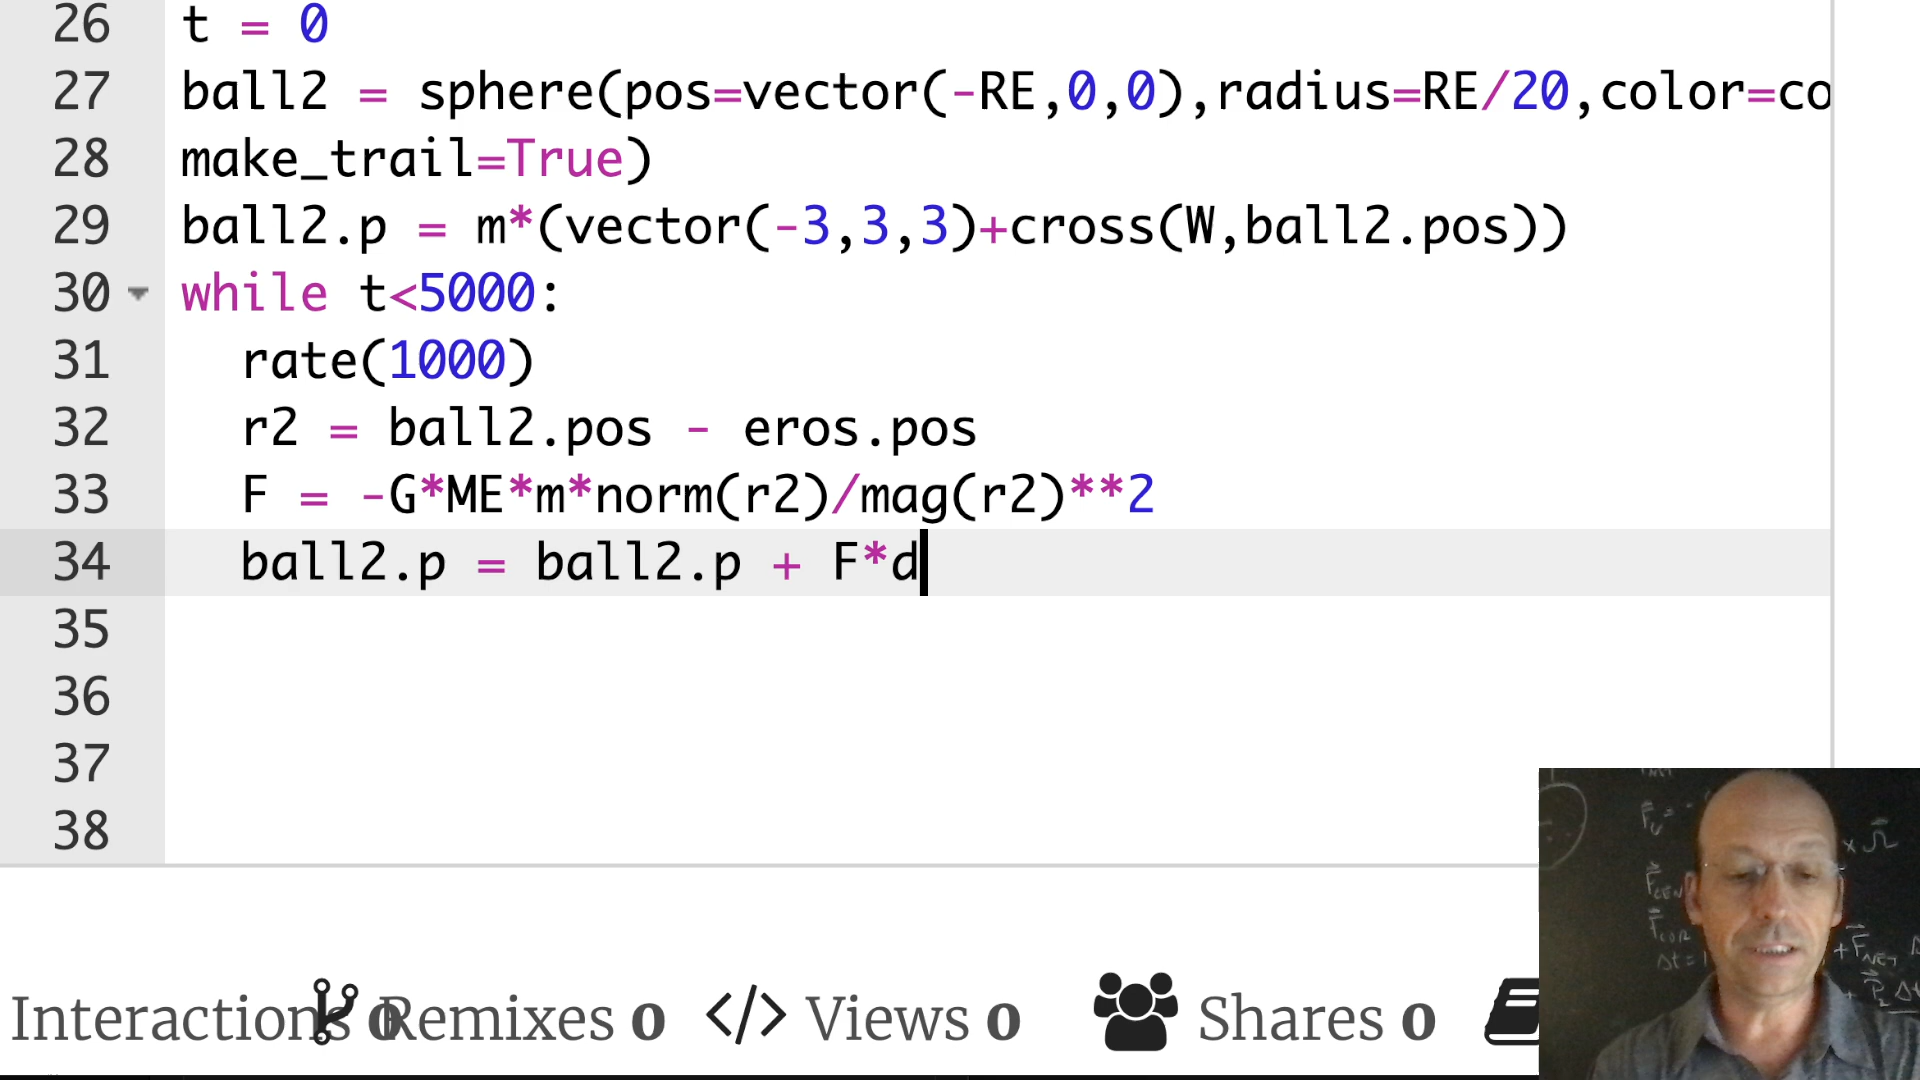 26 t = 0
27 ball2 = sphere(pos=vector(-RE,0,0),radius=RE/20,color=co
28 make_trail=True)
29 ball2.p = m*(vector(-3,3,3)+cross(W,ball2.pos))
30 while t<5000:
31 rate(1000)
32 r2 = ball2.pos - eros.pos
33 F = -G*ME*m*norm(r2)/mag(r2)**2
34 ball2.p = ball2.p + F*d
35
36
37
38
Interactions 0 Remixes 0 </> Views 0 Shares 0